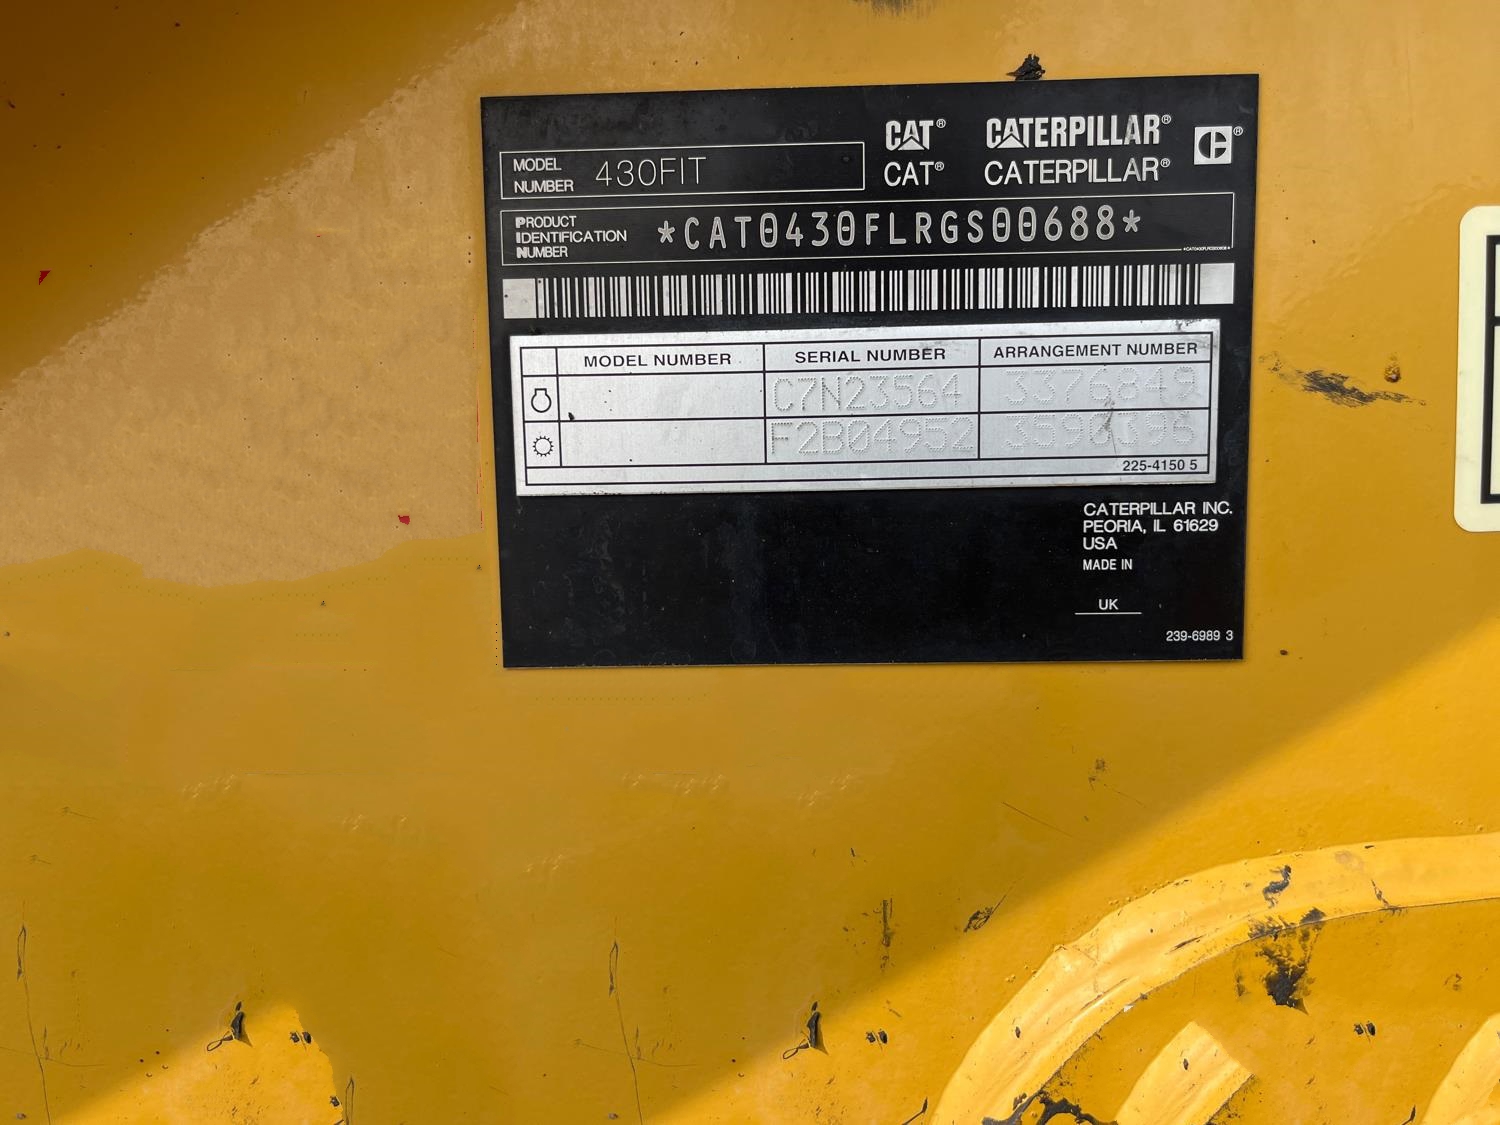 CAT® CATERPILLAR® ®
CAT® CATERPILLAR®
MODEL NUMBER 430FIT
PRODUCT IDENTIFICATION NUMBER *CAT0430FLRGS00688*
MODEL NUMBER SERIAL NUMBER ARRANGEMENT NUMBER
C7N23564 3376849
F2B04952
225-4150 5
CATERPILLAR INC.
PEORIA, IL 61629
USA
MADE IN
UK
239-6989 3